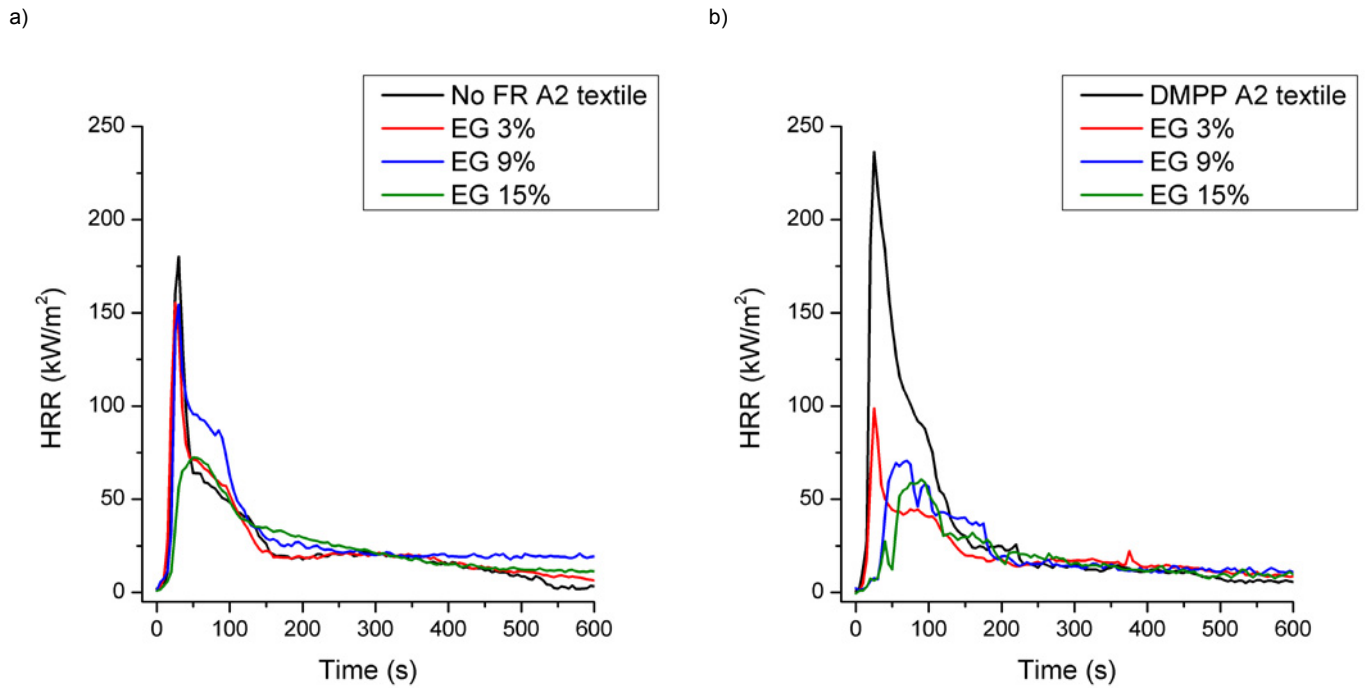 a)
No FR A2 textile
EG 3%
EG 9%
EG 15%
250
200
150
100
50
0
HRR (kW/m²)
0 100 200 300 400 500 600
Time (s)
b)
DMPP A2 textile
EG 3%
EG 9%
EG 15%
250
200
150
100
50
0
HRR (kW/m²)
0 100 200 300 400 500 600
Time (s)